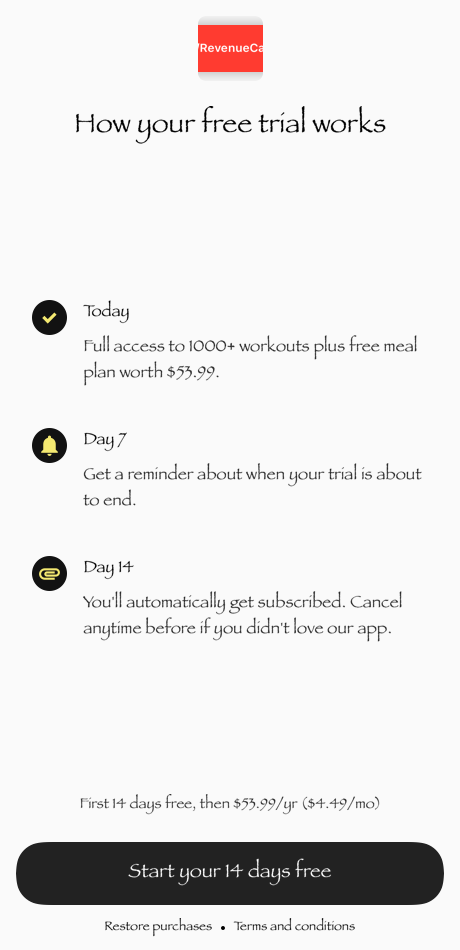 RevenueCa
How your free trial works
Today
Full access to 1000+ workouts plus free meal
plan worth $53.99.
Day 7
Get a reminder about when your trial is about
to end.
Day 14
You'll automatically get subscribed. Cancel
anytime before if you didn't love our app.
First 14 days free, then $53.99/yr ($4.49/mo)
Start your 14 days free
Restore purchases • Terms and conditions